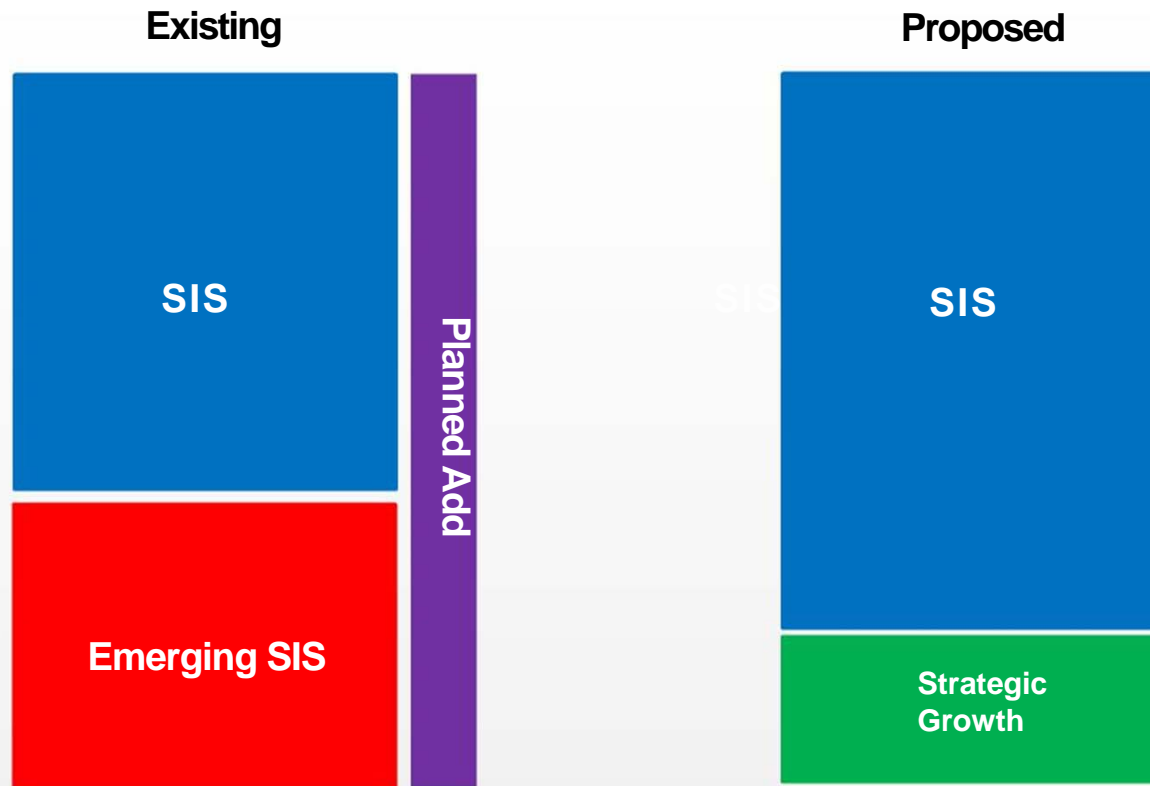 Existing
Proposed
SIS
Planned Add
SIS
SIS
Emerging SIS
Strategic
Growth